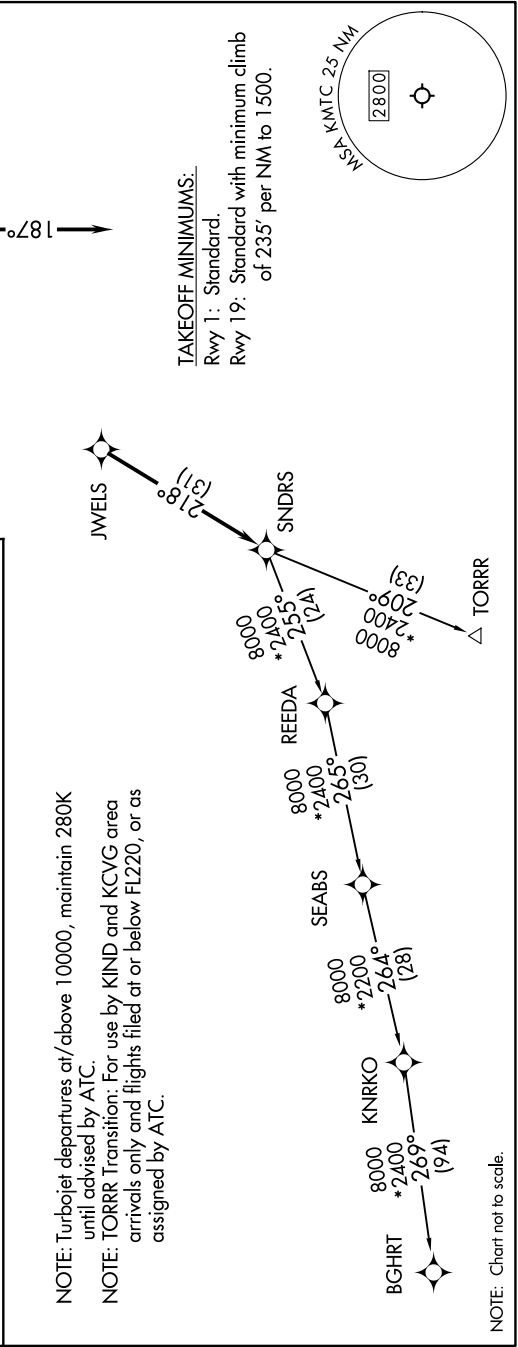 187°
NOTE: Turbojet departures at/above 10000, maintain 280K
until advised by ATC.
NOTE: TORRR Transition: For use by KIND and KCVG area
arrivals only and flights filed at or below FL220, or as
assigned by ATC.
TAKEOFF MINIMUMS:
Rwy 1: Standard.
Rwy 19: Standard with minimum climb
of 235' per NM to 1500.
MSA KMTC 25 NM
2800
JWELS
218°
(31)
SNDRS
8000
*2400
255°
(24)
8000
*2400
209°
(33)
TORRR
REEDA
8000
*2400
265°
(30)
SEABS
8000
*2200
264°
(28)
KNRKO
8000
*2400
269°
(94)
BGHRT
NOTE: Chart not to scale.